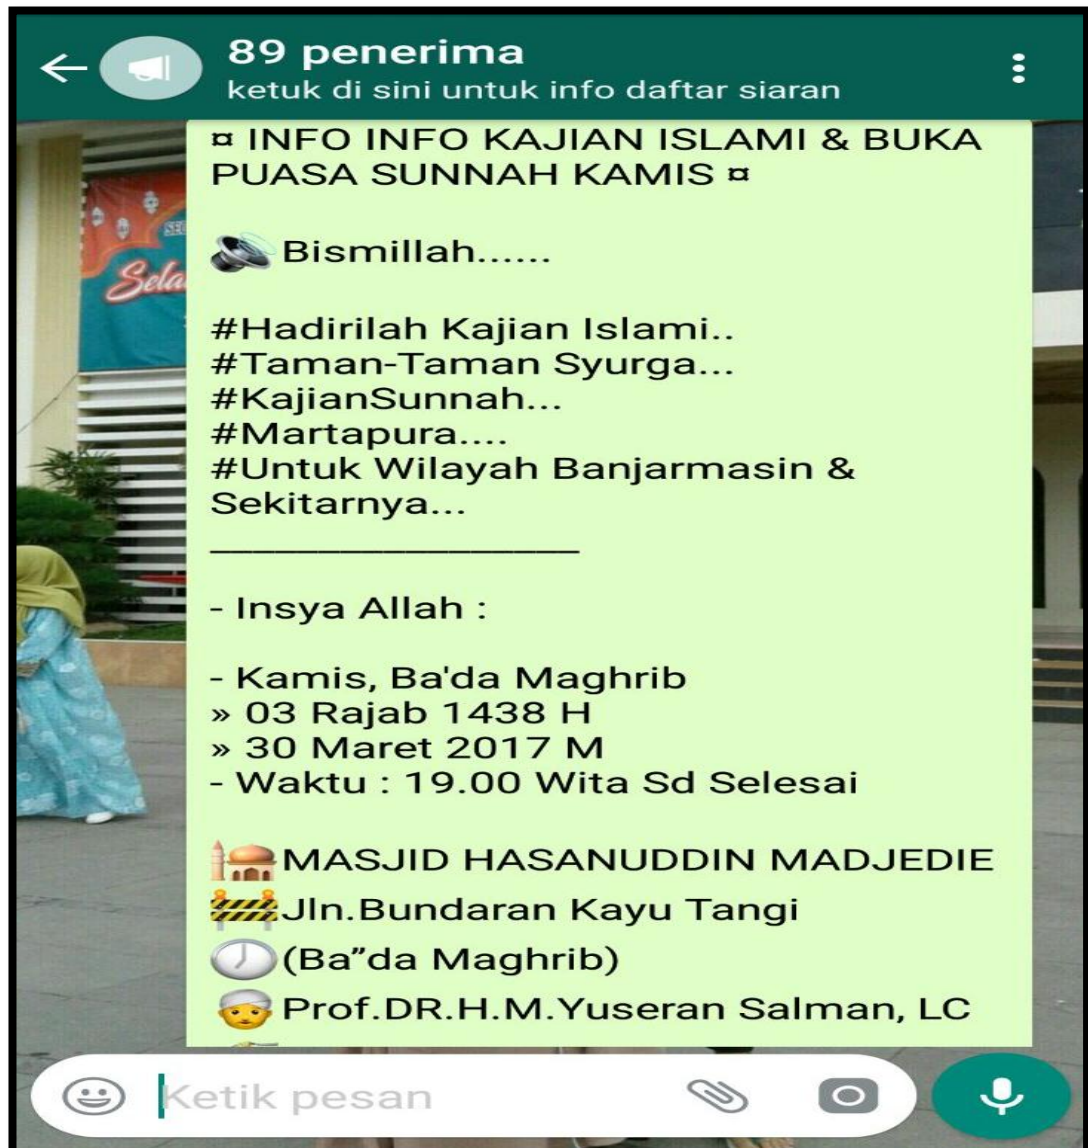 89 penerima
ketuk di sini untuk info daftar siaran
¤ INFO INFO KAJIAN ISLAMI & BUKA
PUASA SUNNAH KAMIS ¤
Bismillah......
#Hadirilah Kajian Islami..
#Taman-Taman Syurga...
#KajianSunnah...
#Martapura....
#Untuk Wilayah Banjarmasin &
Sekitarnya...
____________________
- Insya Allah :
- Kamis, Ba'da Maghrib
» 03 Rajab 1438 H
» 30 Maret 2017 M
- Waktu : 19.00 Wita Sd Selesai
MASJID HASANUDDIN MADJEDIE
Jln.Bundaran Kayu Tangi
(Ba”da Maghrib)
Prof.DR.H.M.Yuseran Salman, LC
Ketik pesan